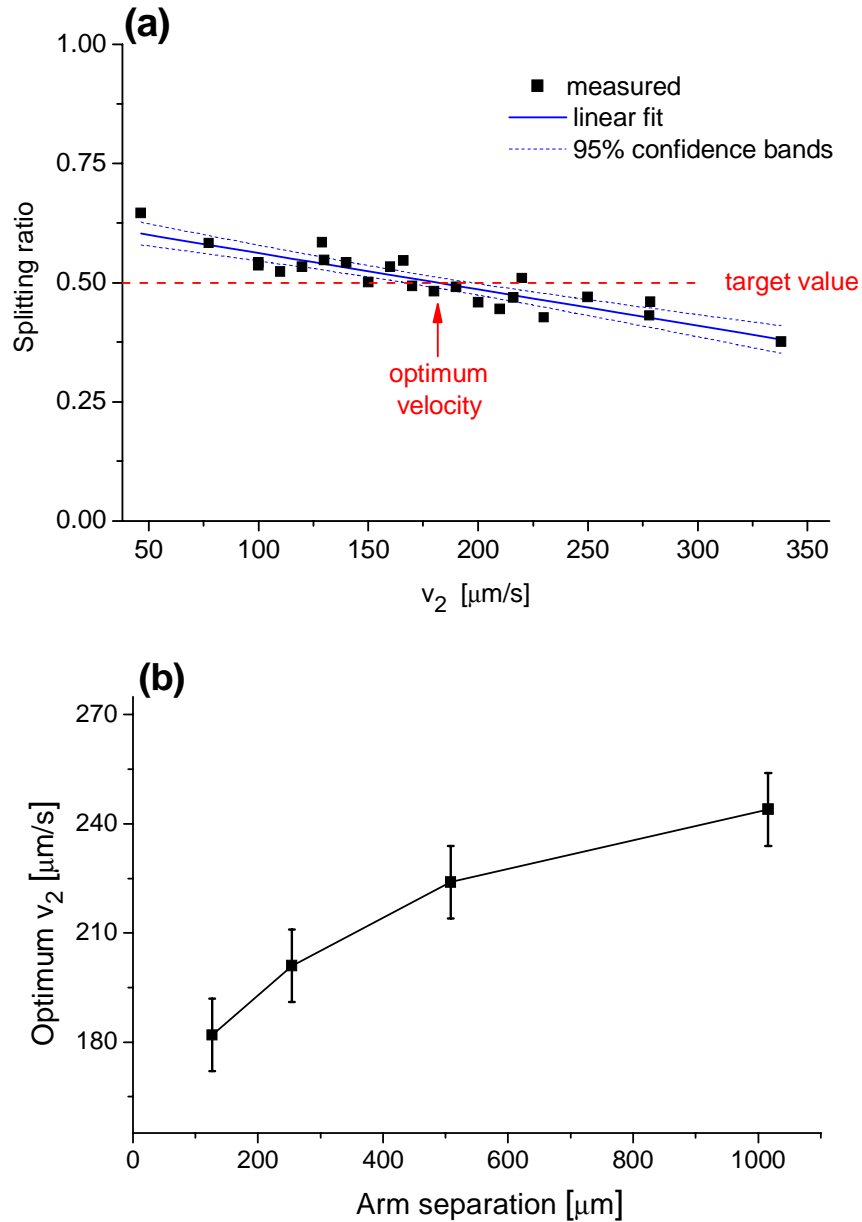 (a)
1.00
0.75
0.50
0.25
0.00
Splitting ratio
measured
linear fit
95% confidence bands
target value
optimum
velocity
50 100 150 200 250 300 350
v2 [μm/s]
(b)
270
240
210
180
Optimum v2 [μm/s]
0 200 400 600 800 1000
Arm separation [μm]